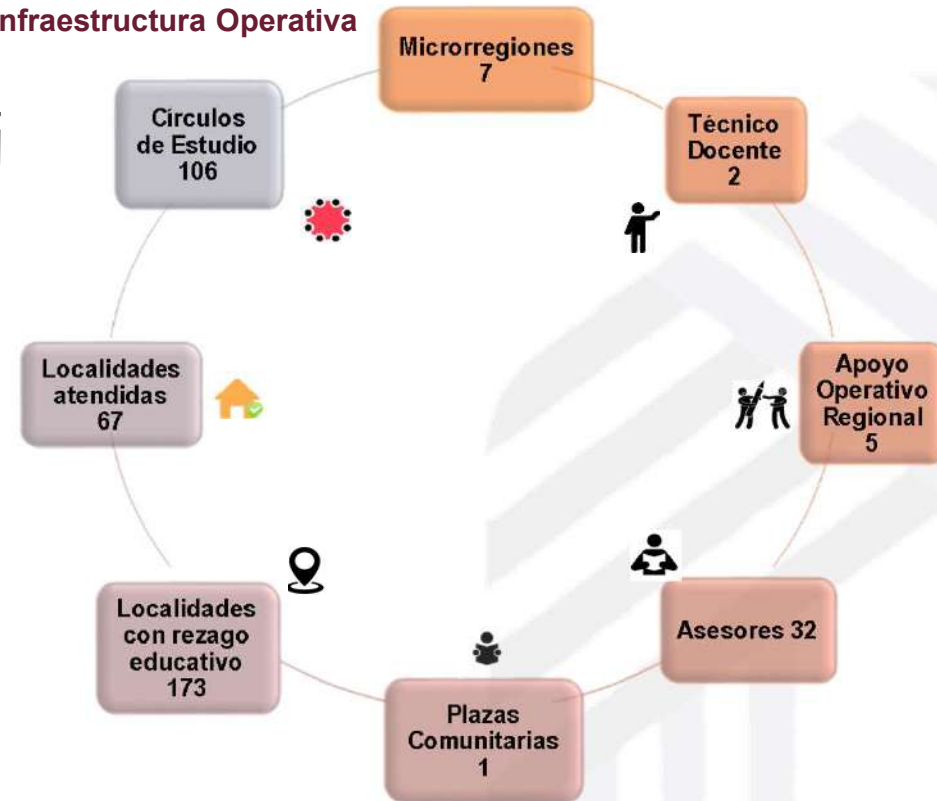 nfraestructura Operativa
Microrregiones
7
Técnico
Docente
2
Apoyo
Operativo
Regional
5
Asesores 32
Plazas
Comunitarias
1
Localidades
con rezago
educativo
173
Localidades
atendidas
67
Círculos
de Estudio
106